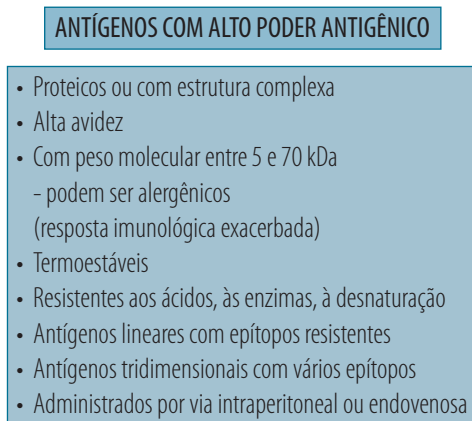 ANTÍGENOS COM ALTO PODER ANTIGÊNICO
• Proteicos ou com estrutura complexa
• Alta avidez
• Com peso molecular entre 5 e 70 kDa
- podem ser alergênicos
(resposta imunológica exacerbada)
• Termoestáveis
• Resistentes aos ácidos, às enzimas, à desnaturação
• Antígenos lineares com epítopos resistentes
• Antígenos tridimensionais com vários epítopos
• Administrados por via intraperitoneal ou endovenosa